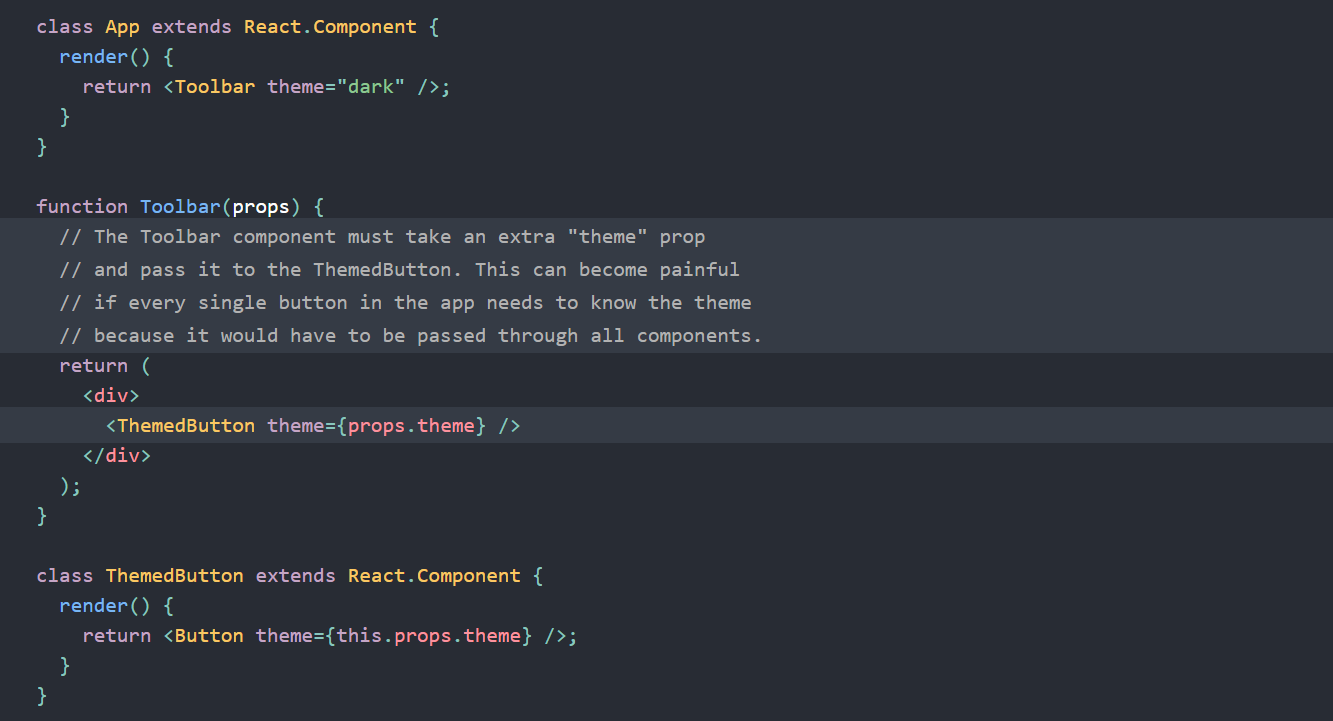 class App extends React.Component {
  render() {
    return <Toolbar theme="dark" />;
  }
}

function Toolbar(props) {
  // The Toolbar component must take an extra "theme" prop
  // and pass it to the ThemedButton. This can become painful
  // if every single button in the app needs to know the theme
  // because it would have to be passed through all components.
  return (
    <div>
      <ThemedButton theme={props.theme} />
    </div>
  );
}

class ThemedButton extends React.Component {
  render() {
    return <Button theme={this.props.theme} />;
  }
}